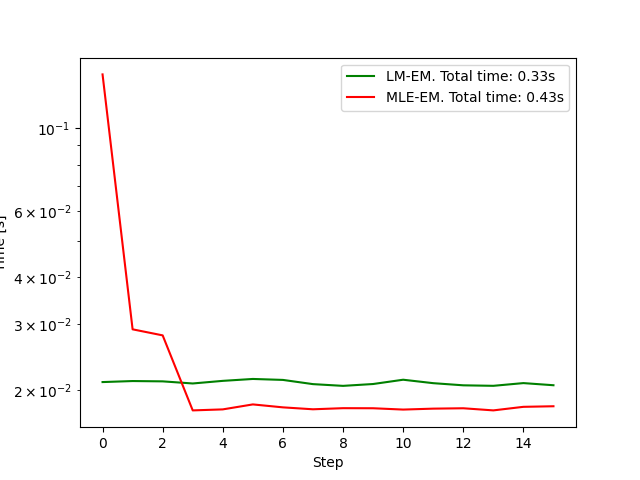 LM-EM. Total time: 0.33s
MLE-EM. Total time: 0.43s
10⁻¹
6 × 10⁻²
4 × 10⁻²
3 × 10⁻²
2 × 10⁻²
[s]
0 2 4 6 8 10 12 14
Step